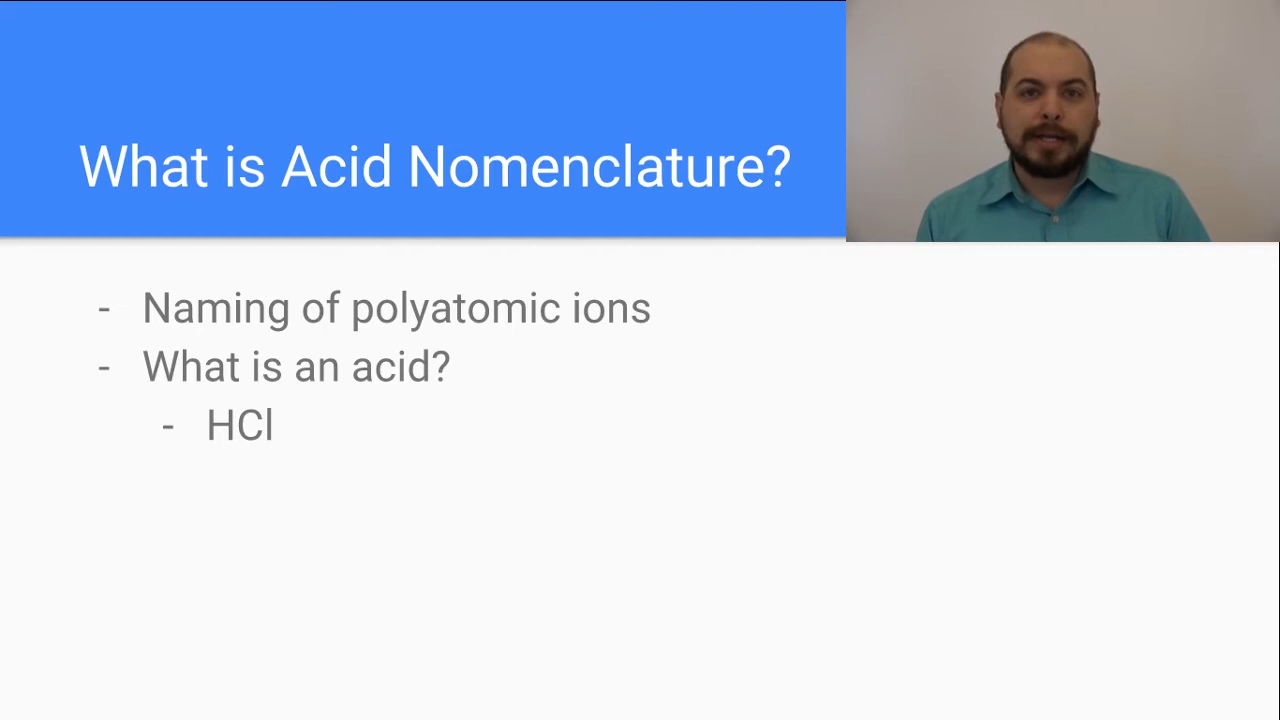 What is Acid Nomenclature?
- Naming of polyatomic ions
- What is an acid?
- HCl